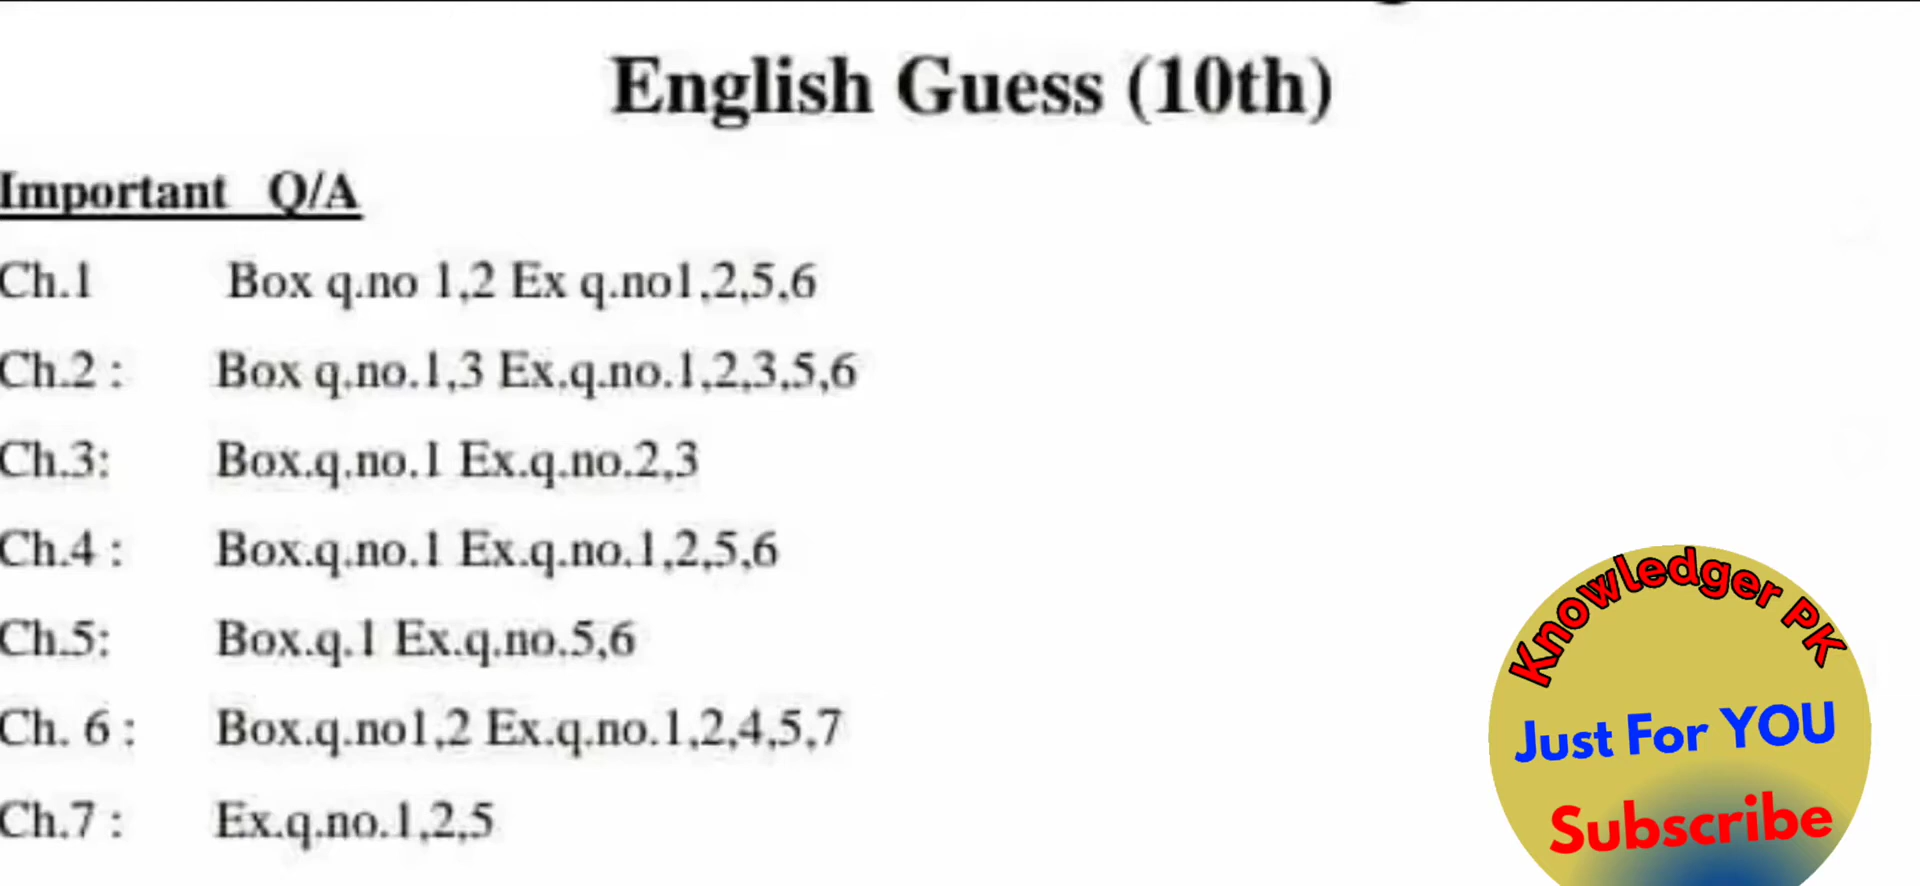 English Guess (10th)
Important Q/A
Ch.1 Box q.no 1,2 Ex q.no1,2,5,6
Ch.2 : Box q.no.1,3 Ex.q.no.1,2,3,5,6
Ch.3: Box.q.no.1 Ex.q.no.2,3
Ch.4 : Box.q.no.1 Ex.q.no.1,2,5,6
Ch.5: Box.q.1 Ex.q.no.5,6
Ch. 6 : Box.q.no1,2 Ex.q.no.1,2,4,5,7
Ch.7 : Ex.q.no.1,2,5
Knowledger PK
Just For YOU
Subscribe